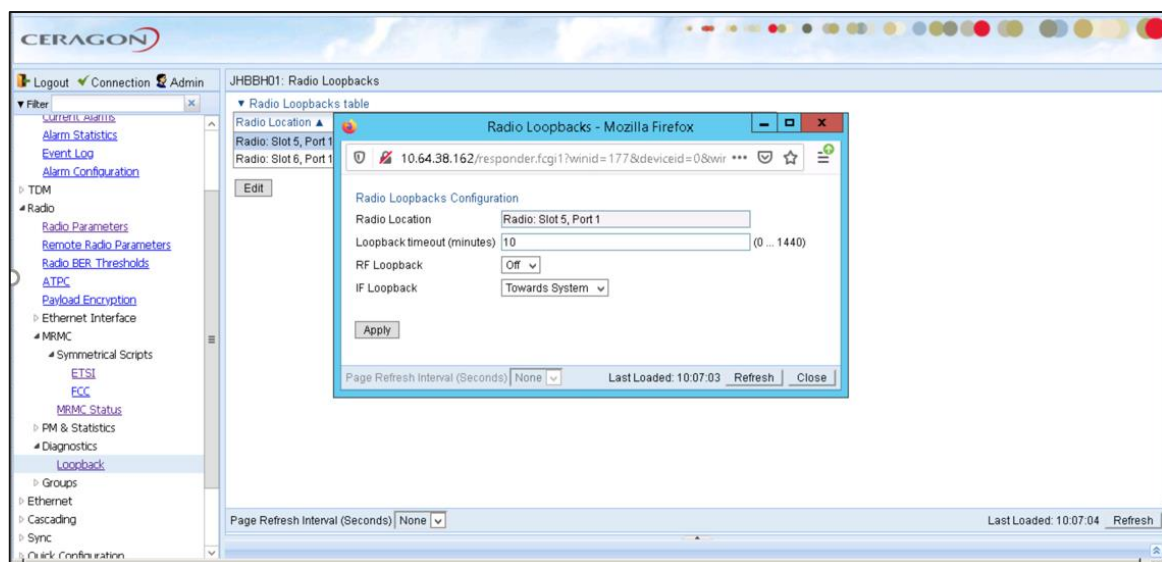 CERAGON
Logout Connection Admin
JHBBH01: Radio Loopbacks
Filter
Radio Loopbacks table
Current Alarms
Radio Location ▲
Alarm Statistics
Radio: Slot 5, Port 1
Event Log
Radio: Slot 6, Port 1
Alarm Configuration
Edit
TDM
Radio
Radio Parameters
Remote Radio Parameters
Radio BER Thresholds
ATPC
Payload Encryption
Ethernet Interface
MRMC
Symmetrical Scripts
ETSI
FCC
MRMC Status
PM & Statistics
Diagnostics
Loopback
Groups
Ethernet
Cascading
Sync
Quick Configuration
Radio Loopbacks - Mozilla Firefox
10.64.38.162/responder.fcgi1?winid=177&deviceid=0&wir
Radio Loopbacks Configuration
Radio Location Radio: Slot 5, Port 1
Loopback timeout (minutes) 10 (0 ... 1440)
RF Loopback Off
IF Loopback Towards System
Apply
Page Refresh Interval (Seconds) None Last Loaded: 10:07:03 Refresh Close
Page Refresh Interval (Seconds) None Last Loaded: 10:07:04 Refresh